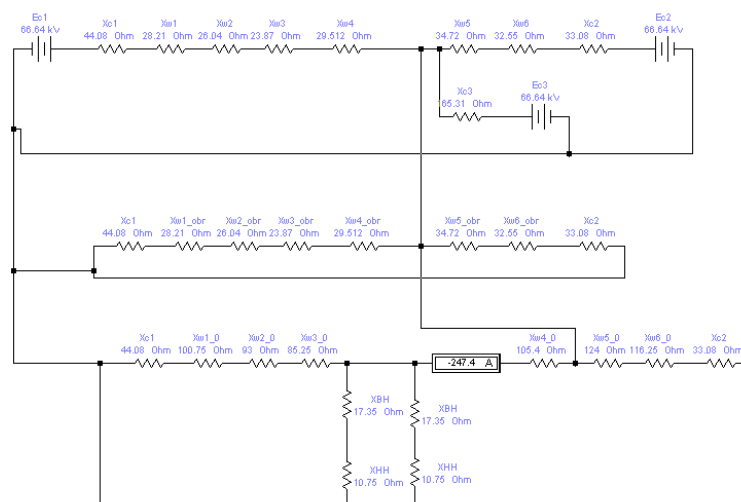 Ec1
66.64 kV
Xc1
44.08 Ohm
Xw1
28.21 Ohm
Xw2
26.04 Ohm
Xw3
23.87 Ohm
Xw4
29.512 Ohm
Xw5
34.72 Ohm
Xw6
32.55 Ohm
Xc2
33.08 Ohm
Ec2
66.64 kV
Xc3
65.31 Ohm
Ec3
66.64 kV
Xc1
44.08 Ohm
Xw1_obr
28.21 Ohm
Xw2_obr
26.04 Ohm
Xw3_obr
23.87 Ohm
Xw4_obr
29.512 Ohm
Xw5_obr
34.72 Ohm
Xw6_obr
32.55 Ohm
Xc2
33.08 Ohm
Xc1
44.08 Ohm
Xw1_0
100.75 Ohm
Xw2_0
93 Ohm
Xw3_0
85.25 Ohm
-247.4 A
Xw4_0
105.4 Ohm
Xw5_0
124 Ohm
Xw6_0
116.25 Ohm
Xc2
33.08 Ohm
XBH
17.35 Ohm
XBH
17.35 Ohm
XHH
10.75 Ohm
XHH
10.75 Ohm